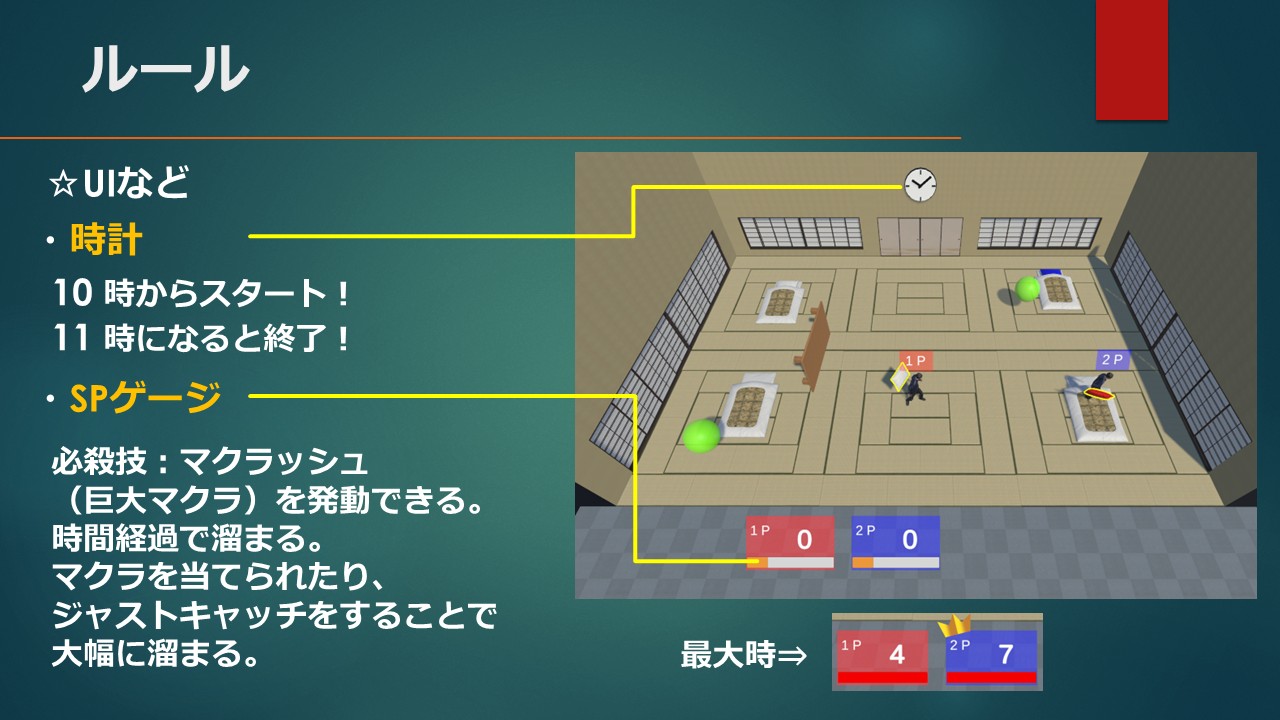 ルール
☆UIなど
・時計
10 時からスタート！
11 時になると終了！
・SPゲージ
必殺技：マクラッシュ
（巨大マクラ）を発動できる。
時間経過で溜まる。
マクラを当てられたり、
ジャストキャッチをすることで
大幅に溜まる。
1P
2P
1P 0
2P 0
最大時⇒
1P 4
2P 7